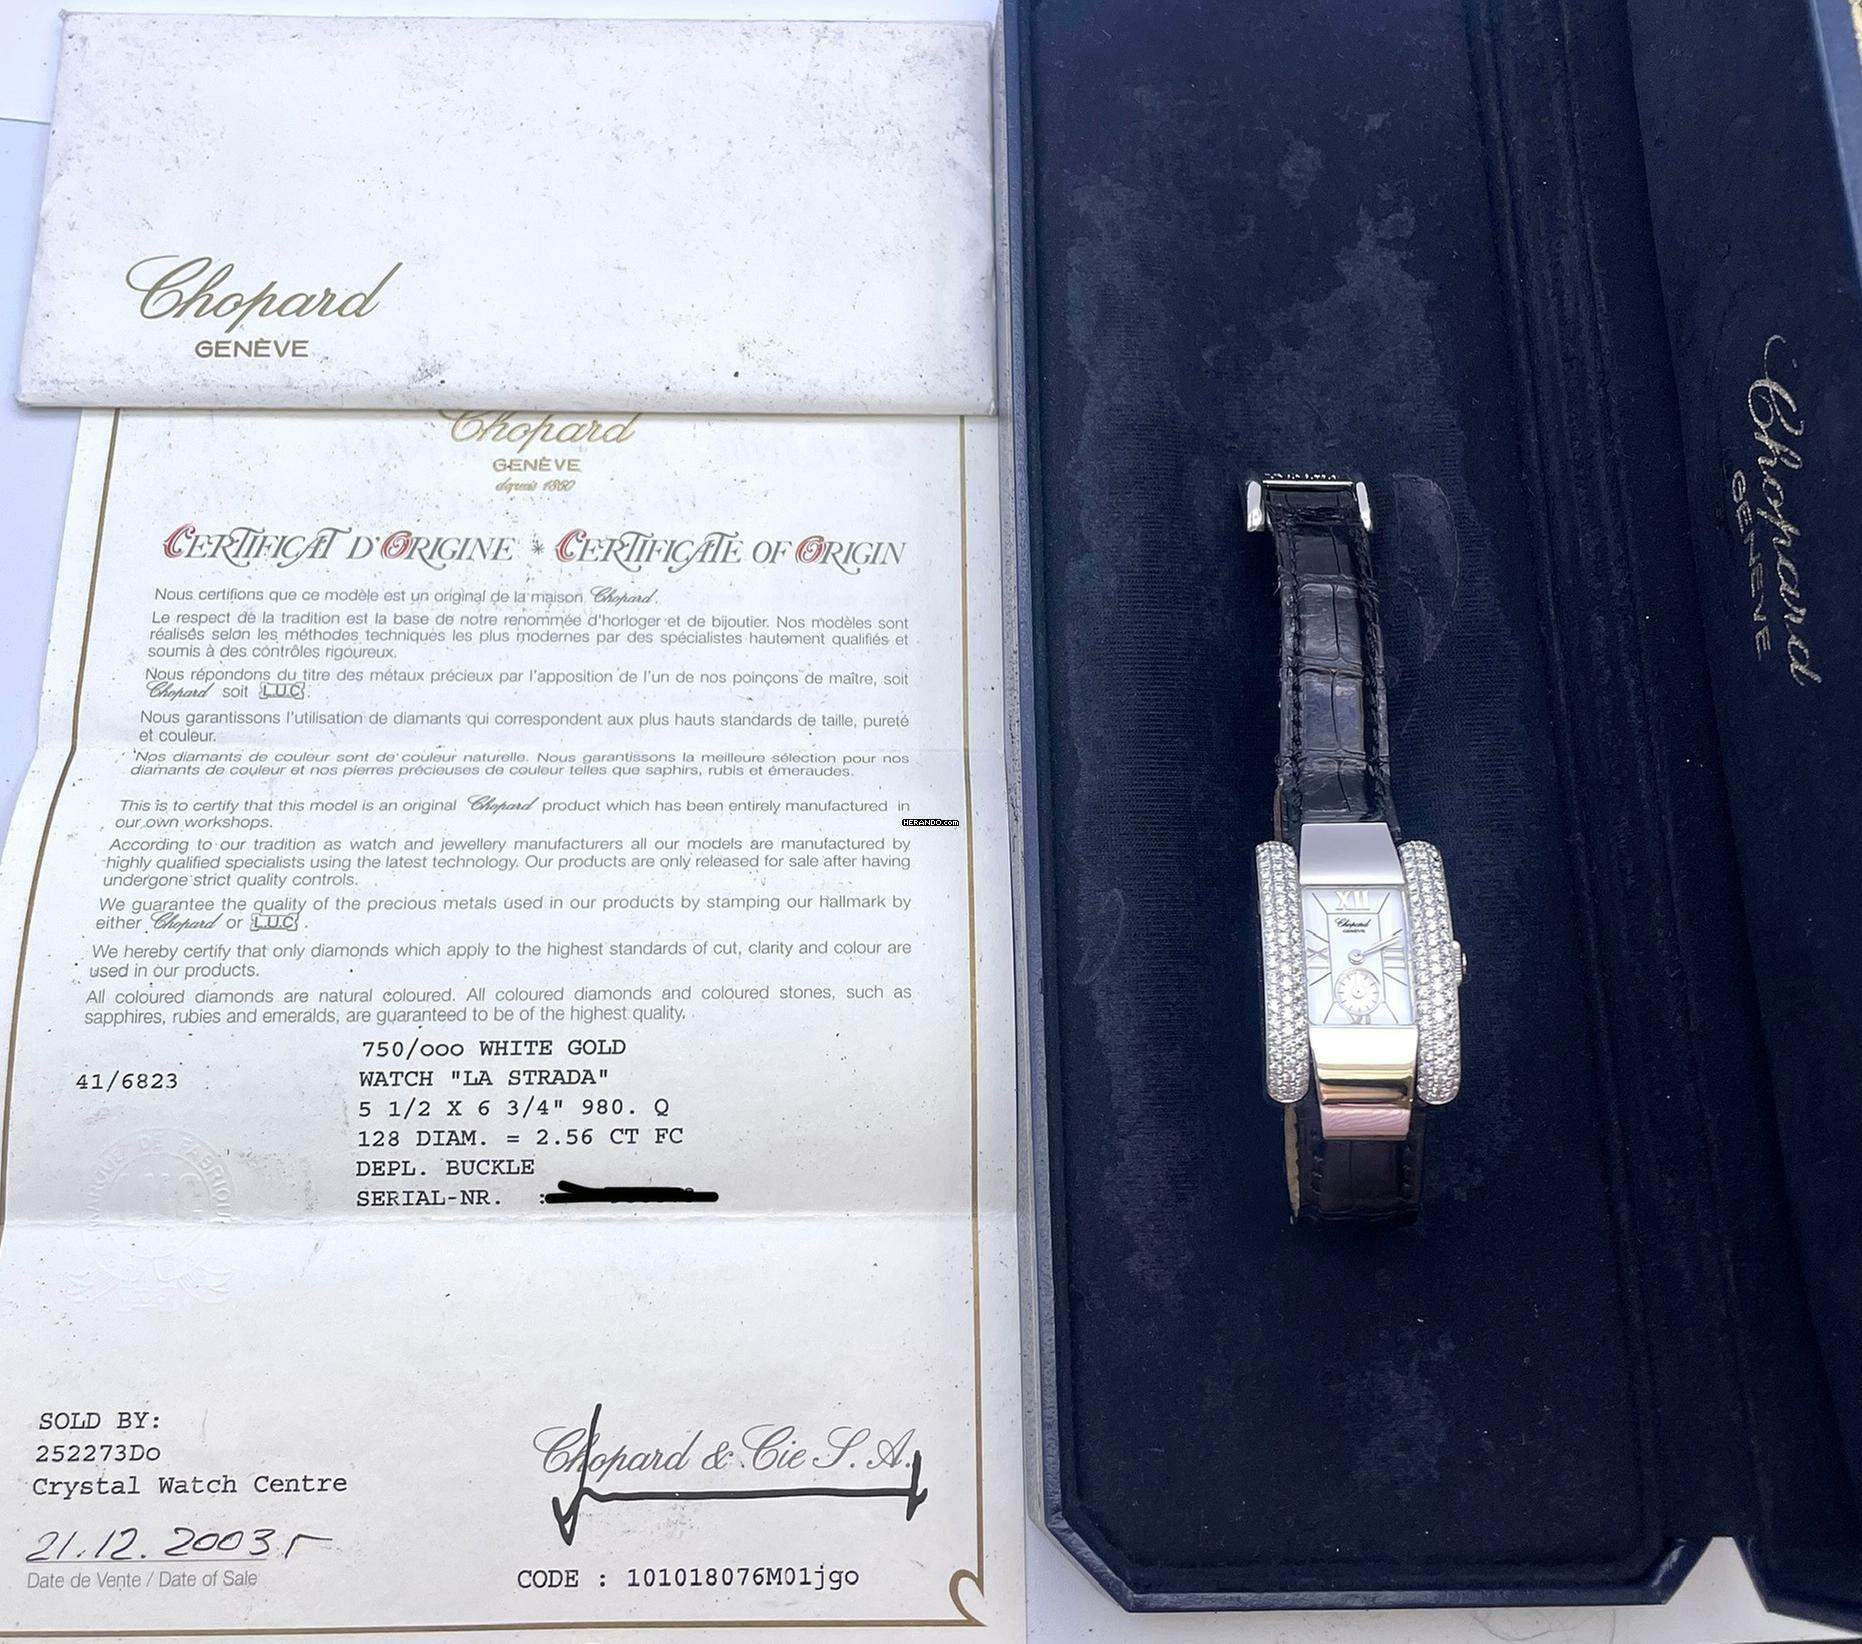 Chopard
GENÈVE
Chopard
GENÈVE
depuis 1860
CERTIFICAT D'ORIGINE * CERTIFICATE OF ORIGIN
Nous certifions que ce modèle est un original de la maison Chopard.
Le respect de la tradition est la base de notre renommée d'horloger et de bijoutier. Nos modèles sont
réalisés selon les méthodes techniques les plus modernes par des spécialistes hautement qualifiés et
soumis à des contrôles rigoureux.
Nous répondons du titre des métaux précieux par l'apposition de l'un de nos poinçons de maître, soit
Chopard soit L.U.C.
Nous garantissons l'utilisation de diamants qui correspondent aux plus hauts standards de taille, pureté
et couleur.
Nos diamants de couleur sont de couleur naturelle. Nous garantissons la meilleure sélection pour nos
diamants de couleur et nos pierres précieuses de couleur telles que saphirs, rubis et émeraudes.
This is to certify that this model is an original Chopard product which has been entirely manufactured in
our own workshops.
According to our tradition as watch and jewellery manufacturers all our models are manufactured by
highly qualified specialists using the latest technology. Our products are only released for sale after having
undergone strict quality controls.
We guarantee the quality of the precious metals used in our products by stamping our hallmark by
either Chopard or L.U.C.
We hereby certify that only diamonds which apply to the highest standards of cut, clarity and colour are
used in our products.
All coloured diamonds are natural coloured. All coloured diamonds and coloured stones, such as
sapphires, rubies and emeralds, are guaranteed to be of the highest quality.
750/ooo WHITE GOLD
41/6823 WATCH "LA STRADA"
5 1/2 X 6 3/4" 980. Q
128 DIAM. = 2.56 CT FC
DEPL. BUCKLE
SERIAL-NR. :
MARQUE DE FABRIQUE
SOLD BY:
252273Do
Crystal Watch Centre
21.12.2003 г
Date de Vente / Date of Sale
Chopard & Cie S.A.
CODE : 101018076M01jgo
HERANDO.com
XII
Chopard
GENEVE
Chopard
GENEVE